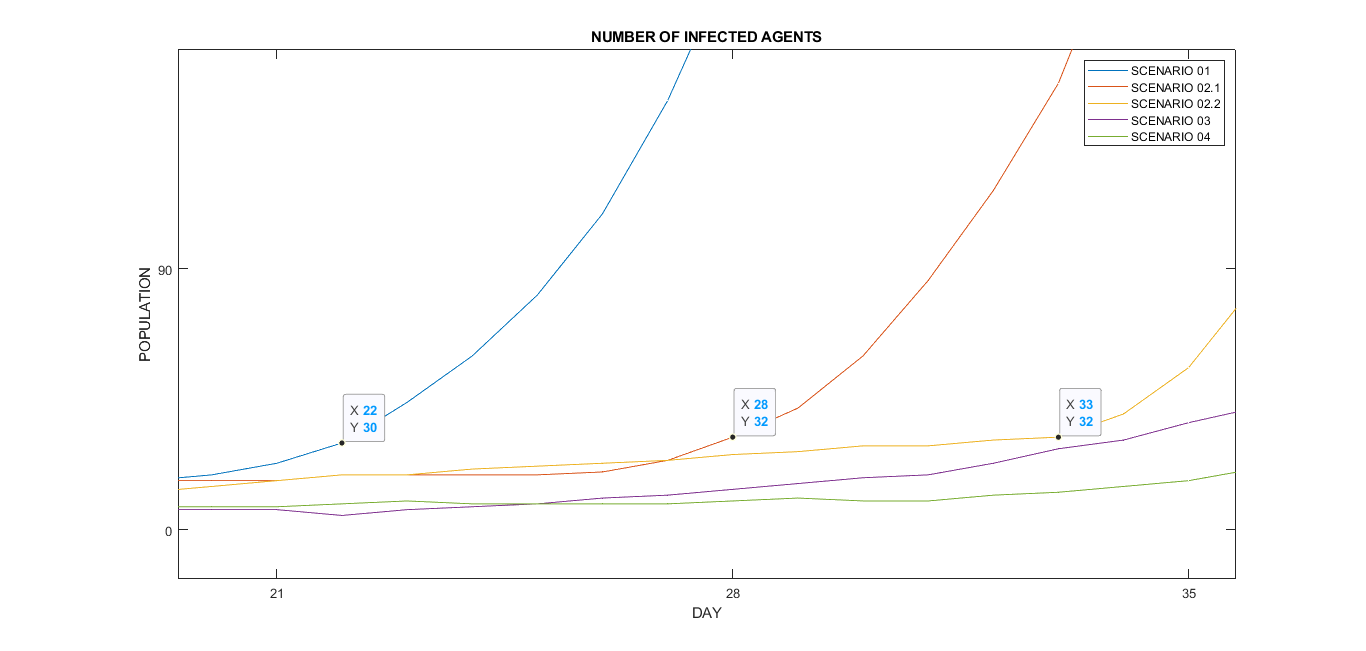 NUMBER OF INFECTED AGENTS
SCENARIO 01
SCENARIO 02.1
SCENARIO 02.2
SCENARIO 03
SCENARIO 04
POPULATION
90
0
X 22
Y 30
X 28
Y 32
X 33
Y 32
21
28
35
DAY